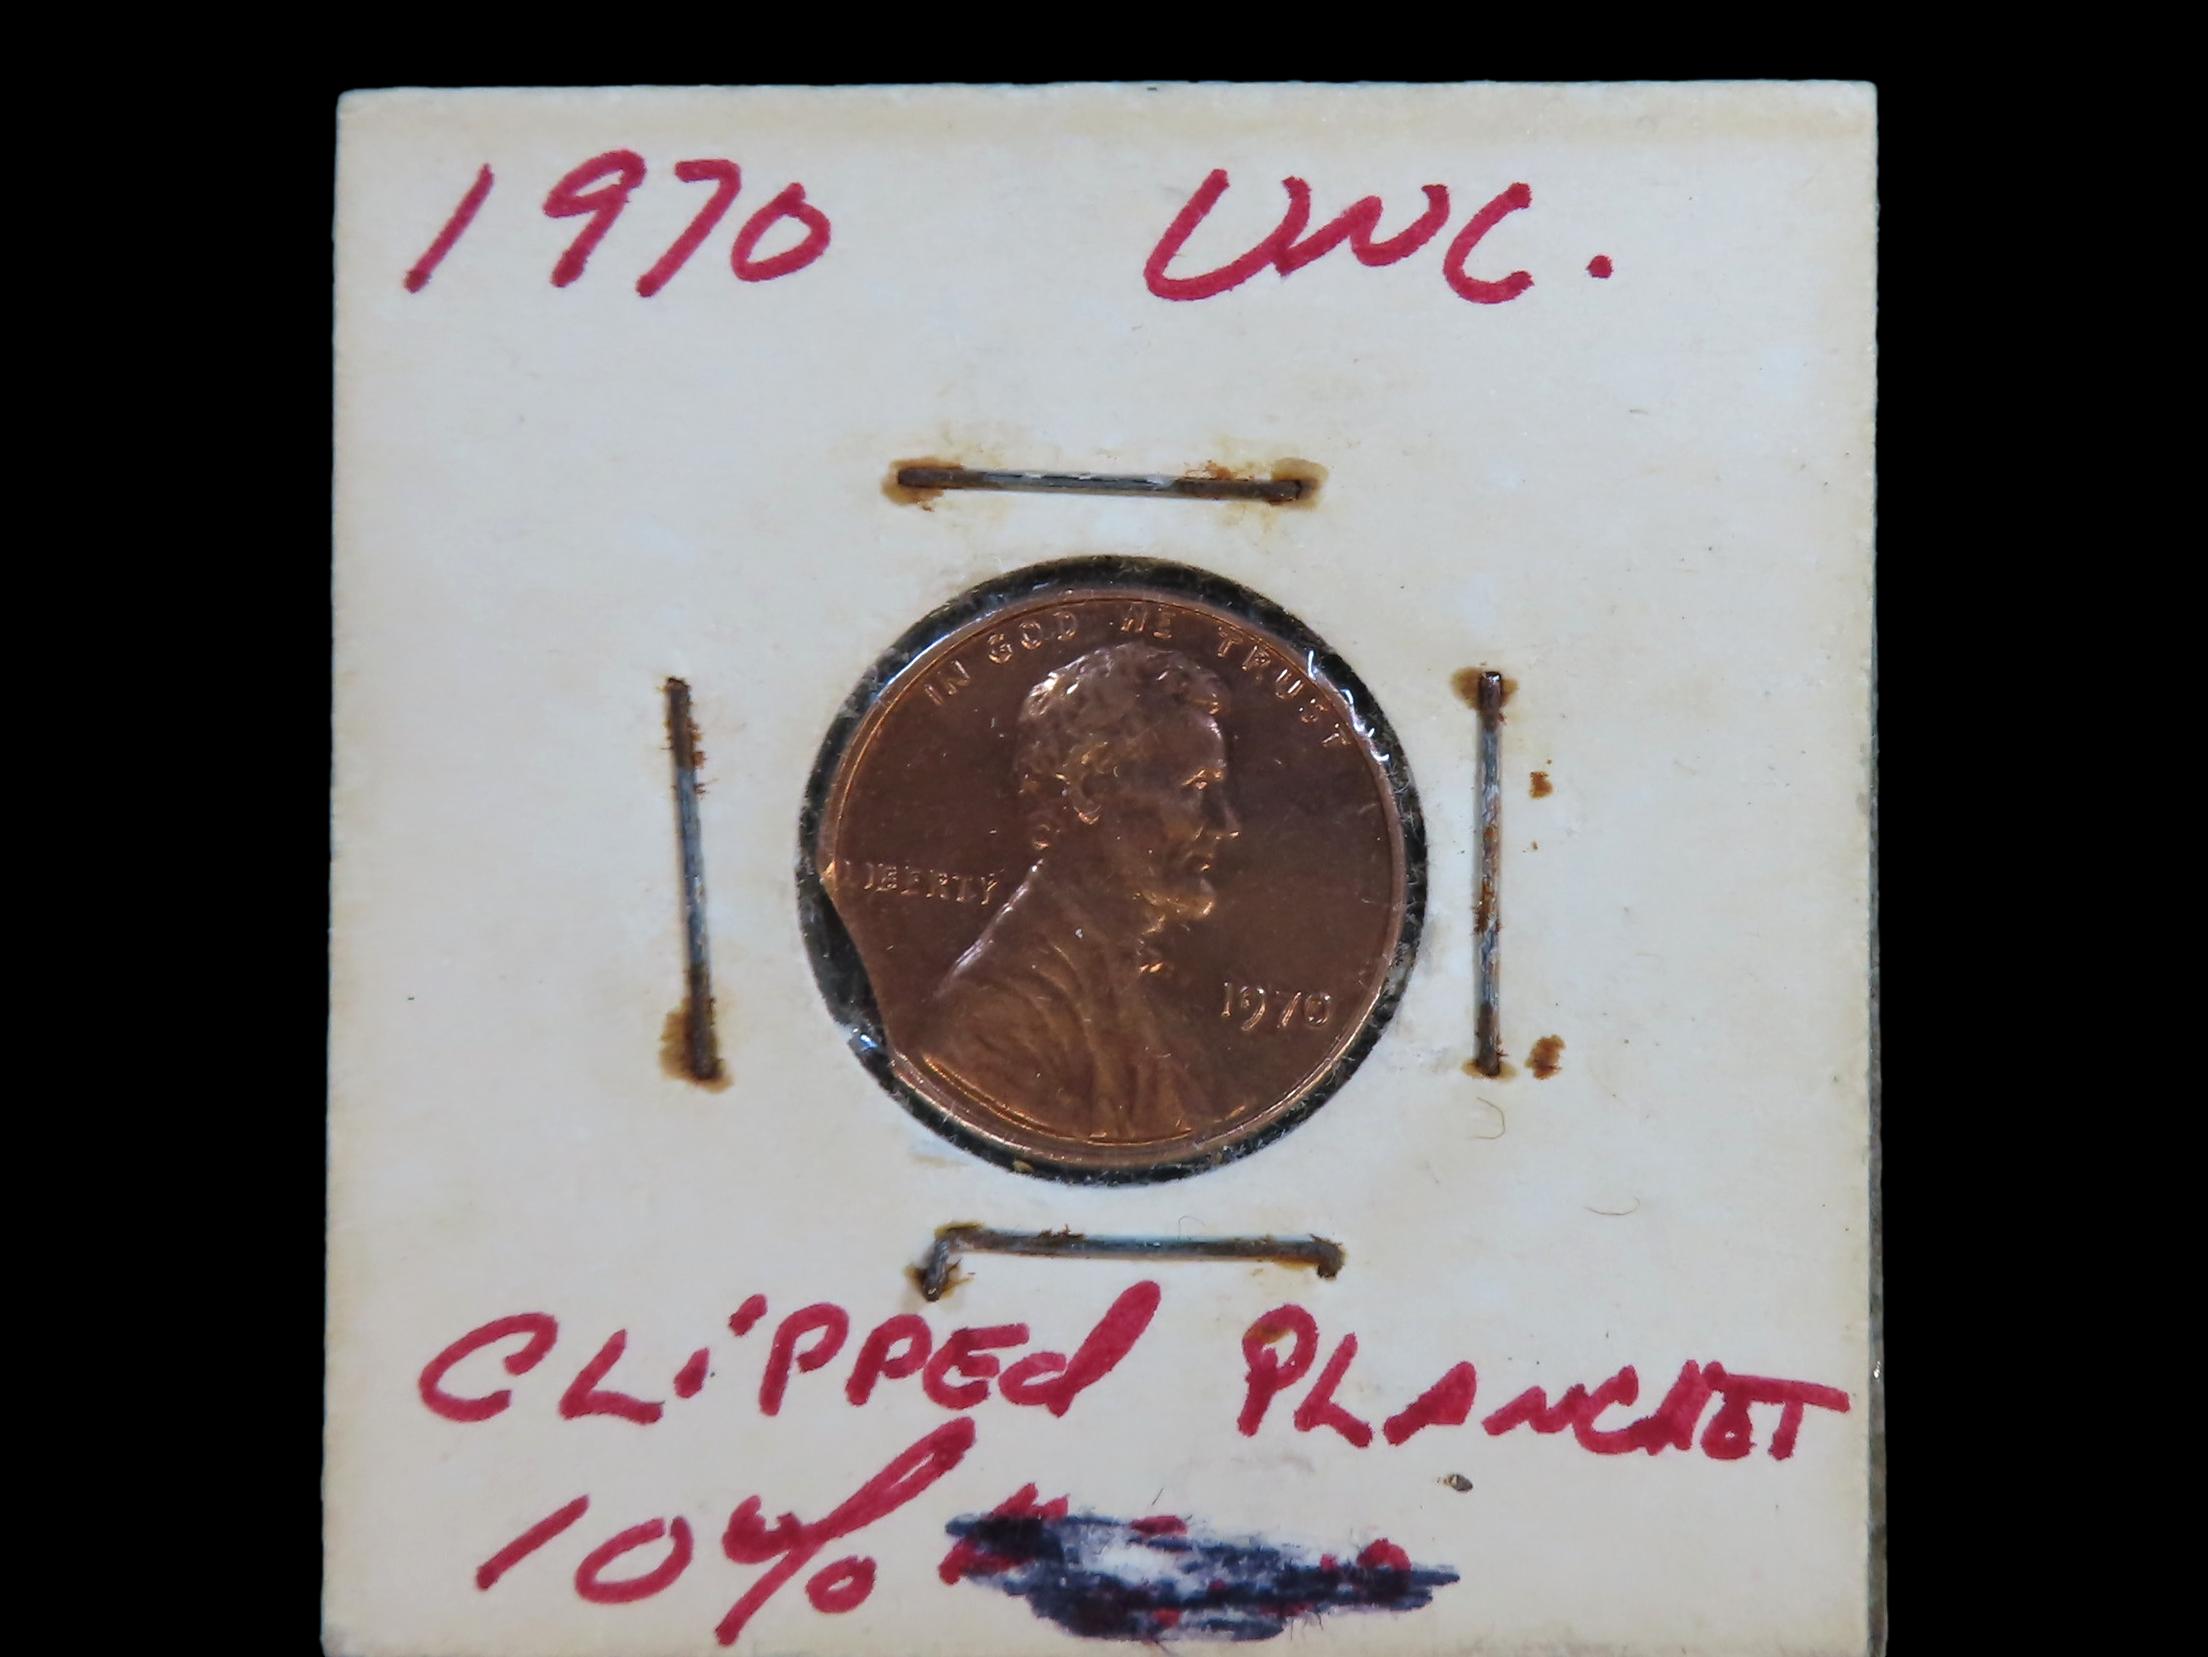 1970 UNC.
IN GOD WE TRUST
LIBERTY
1970
CLiPPEd PLANCHET
10%